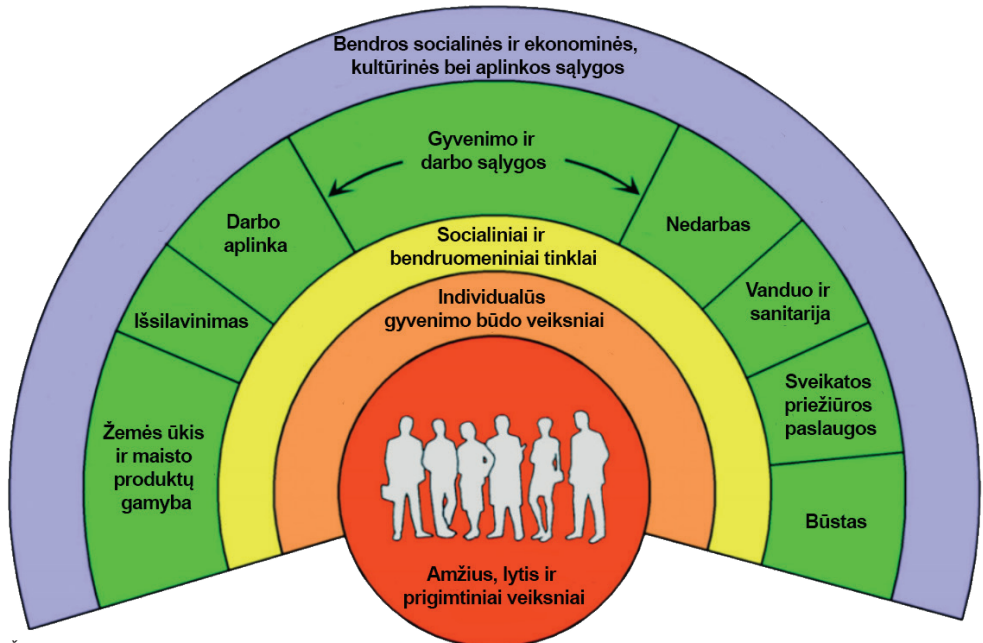 Bendros socialinės ir ekonominės,
kultūrinės bei aplinkos sąlygos
Gyvenimo ir
darbo sąlygos
Darbo
aplinka
Nedarbas
Socialiniai ir
bendruomeniniai tinklai
Vanduo ir
sanitarija
Išsilavinimas
Individualūs
gyvenimo būdo veiksniai
Sveikatos
priežiūros
paslaugos
Žemės ūkis
ir maisto
produktų
gamyba
Būstas
Amžius, lytis ir
prigimtiniai veiksniai